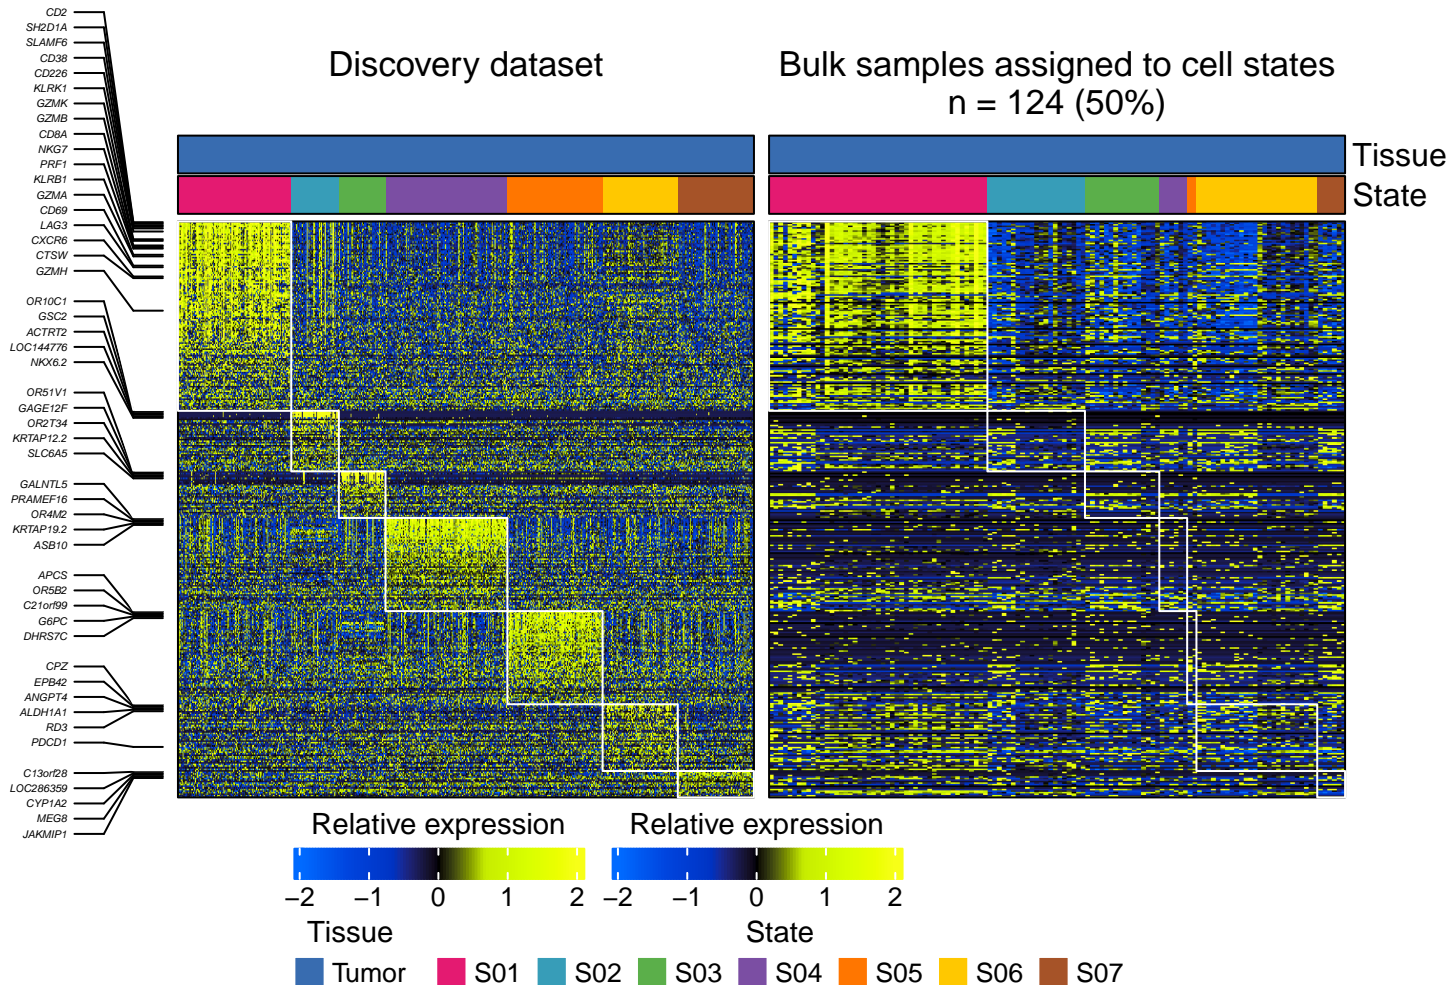 CD2
SH2D1A
SLAMF6
CD38
CD226
KLRK1
GZMK
GZMB
CD8A
NKG7
PRF1
KLRB1
GZMA
CD69
LAG3
CXCR6
CTSW
GZMH
OR10C1
GSC2
ACTRT2
LOC144776
NKX6.2
OR51V1
GAGE12F
OR2T34
KRTAP12.2
SLC6A5
GALNTL5
PRAMEF16
OR4M2
KRTAP19.2
ASB10
APCS
OR5B2
C21orf99
G6PC
DHRS7C
CPZ
EPB42
ANGPT4
ALDH1A1
RD3
PDCD1
C13orf28
LOC286359
CYP1A2
MEG8
JAKMIP1
Discovery dataset
Bulk samples assigned to cell states
n = 124 (50%)
Tissue
State
Relative expression
−2 −1 0 1 2
Relative expression
−2 −1 0 1 2
Tissue
Tumor
State
S01 S02 S03 S04 S05 S06 S07